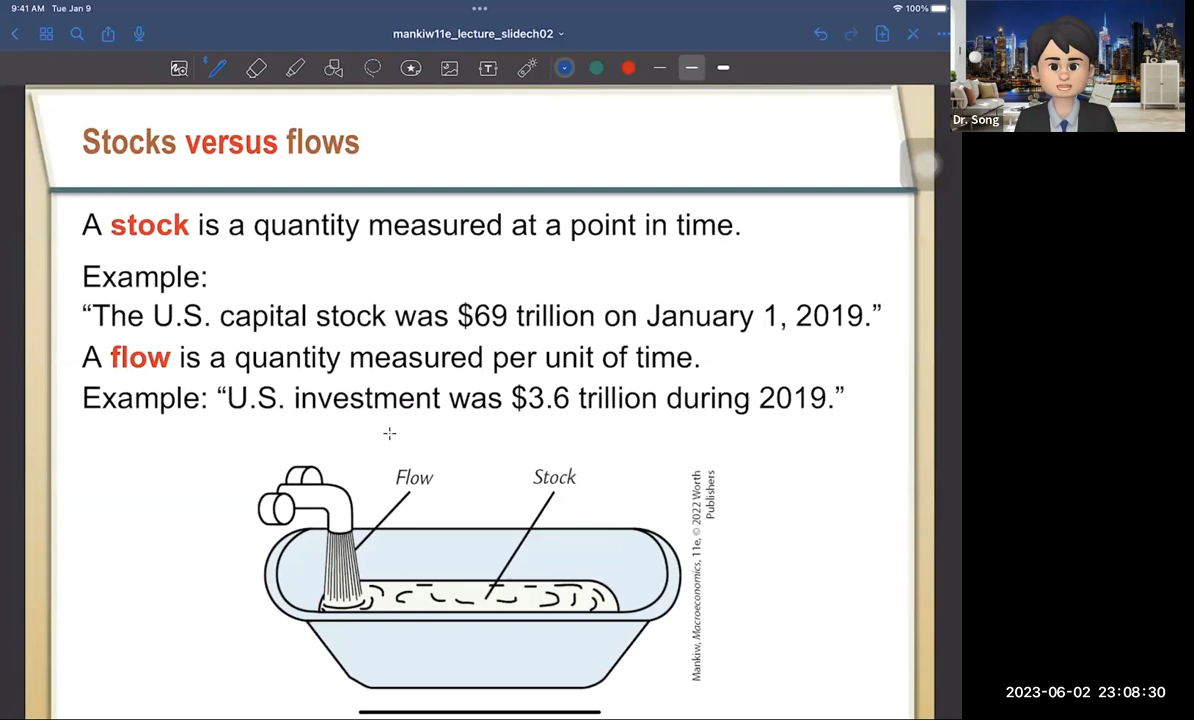 9:41 AM Tue Jan 9
100%
mankiw11e_lecture_slidech02
Dr. Song
Stocks versus flows
A stock is a quantity measured at a point in time.
Example:
“The U.S. capital stock was $69 trillion on January 1, 2019.”
A flow is a quantity measured per unit of time.
Example: “U.S. investment was $3.6 trillion during 2019.”
Flow
Stock
Mankiw, Macroeconomics, 11e, © 2022 Worth
Publishers
2023-06-02 23:08:30